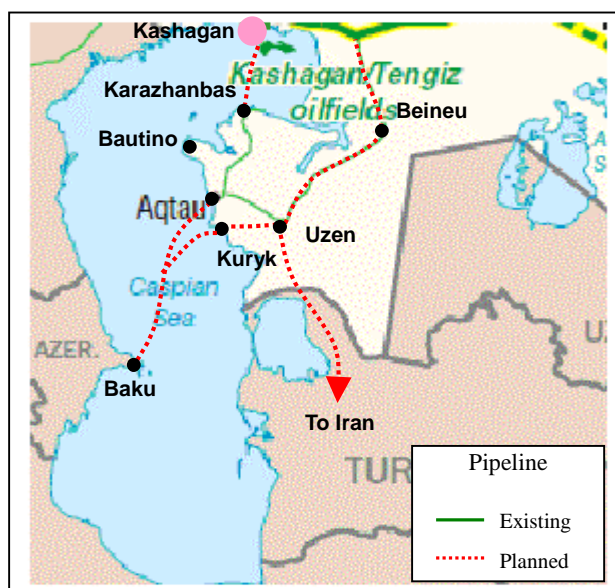 Kashagan
Kashagan/Tengiz
oilfields
Karazhanbas
Beineu
Bautino
Aqtau
Uzen
Kuryk
Caspian
Sea
AZER.
Baku
To Iran
TUR
Pipeline
Existing
Planned